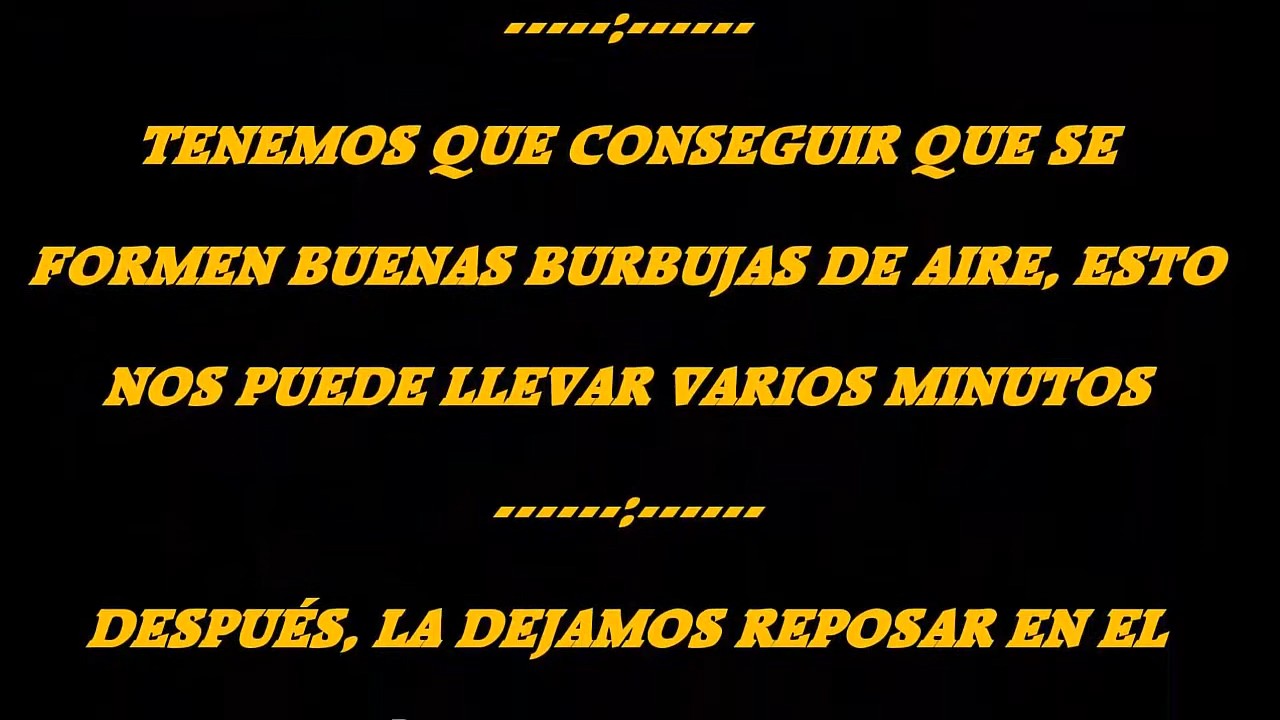 -----:------
TENEMOS QUE CONSEGUIR QUE SE
FORMEN BUENAS BURBUJAS DE AIRE, ESTO
NOS PUEDE LLEVAR VARIOS MINUTOS
------:------
DESPUÉS, LA DEJAMOS REPOSAR EN EL